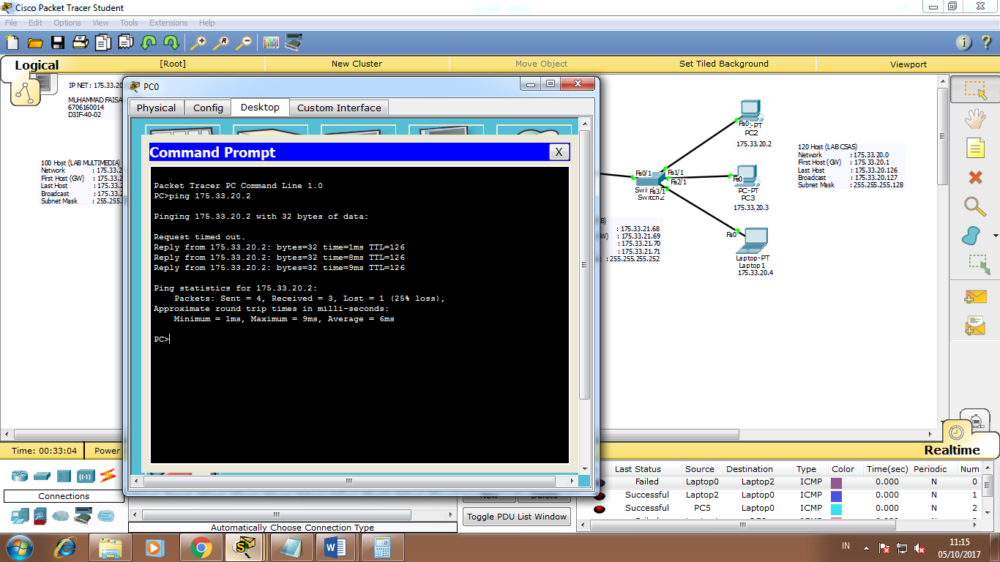 Cisco Packet Tracer Student
File Edit Options View Tools Extensions Help
Logical
[Root]
New Cluster
Move Object
Set Tiled Background
Viewport
IP NET : 175.33.20
MUHAMMAD FAISA
6706160014
D3IF-40-02
100 Host (LAB MULTIMEDIA)
Network : 175.33.2
First Host (GW) : 175.33.2
Last Host : 175.33.2
Broadcast : 175.33.2
Subnet Mask : 255.255.
PC0
Physical Config Desktop Custom Interface
Command Prompt
X
Packet Tracer PC Command Line 1.0
PC>ping 175.33.20.2
Pinging 175.33.20.2 with 32 bytes of data:
Request timed out.
Reply from 175.33.20.2: bytes=32 time=1ms TTL=126
Reply from 175.33.20.2: bytes=32 time=8ms TTL=126
Reply from 175.33.20.2: bytes=32 time=9ms TTL=126
Ping statistics for 175.33.20.2:
Packets: Sent = 4, Received = 3, Lost = 1 (25% loss),
Approximate round trip times in milli-seconds:
Minimum = 1ms, Maximum = 9ms, Average = 6ms
PC>
Fa0
PC2
175.33.20.2
Fa0/1
Fa1/1
Fa2/1
Fa3/1
Switch2
Fa0
PC-PT
PC3
175.33.20.3
Fa0
Laptop-PT
Laptop1
175.33.20.4
120 Host (LAB CSAS)
Network : 175.33.20.0
First Host (GW) : 175.33.20.1
Last Host : 175.33.20.126
Broadcast : 175.33.20.127
Subnet Mask : 255.255.255.128
: 175.33.21.68
: 175.33.21.69
: 175.33.21.70
: 175.33.21.71
: 255.255.255.252
Time: 00:33:04
Power
Realtime
Connections
Automatically Choose Connection Type
New
Delete
Toggle PDU List Window
Last Status Source Destination Type Color Time(sec) Periodic Num
Failed Laptop0 Laptop2 ICMP 0.000 N 0
Successful Laptop2 Laptop0 ICMP 0.000 N 1
Successful PC5 Laptop0 ICMP 0.000 N 2
IN
11:15
05/10/2017